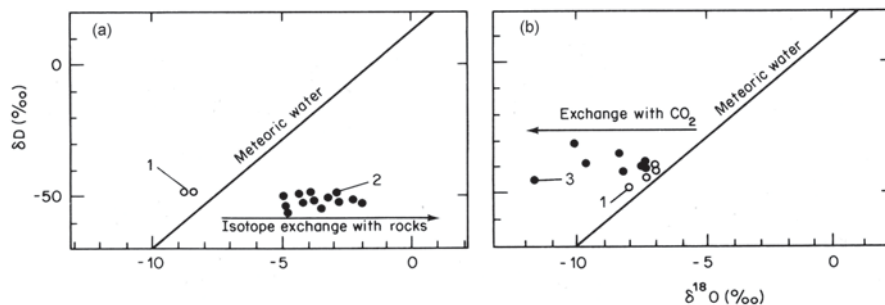 (a)
δD (‰)
0
-50
-10
-5
0
Meteoric water
1
2
Isotope exchange with rocks
(b)
Exchange with CO2
Meteoric water
3
1
-10
-5
0
δ18O (‰)